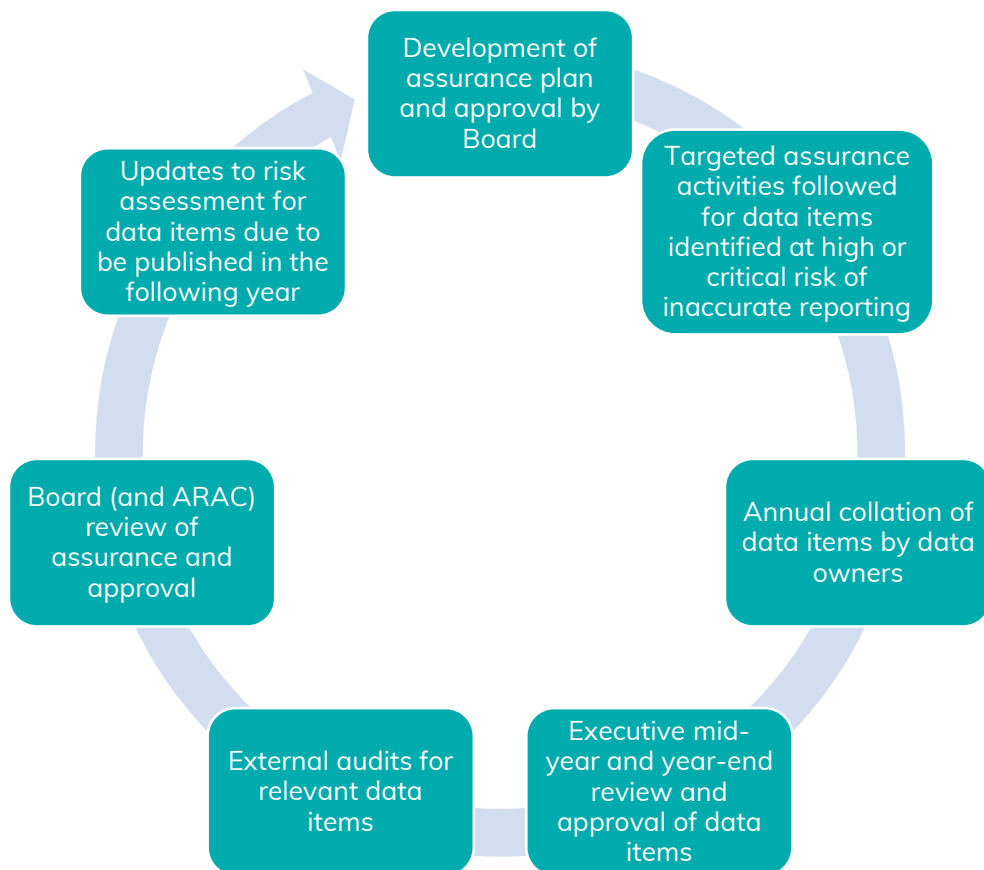 Development of
assurance plan
and approval by
Board
Targeted assurance
activities followed
for data items
identified at high or
critical risk of
inaccurate reporting
Annual collation of
data items by data
owners
Executive mid-
year and year-end
review and
approval of data
items
External audits for
relevant data
items
Board (and ARAC)
review of
assurance and
approval
Updates to risk
assessment for
data items due to
be published in the
following year